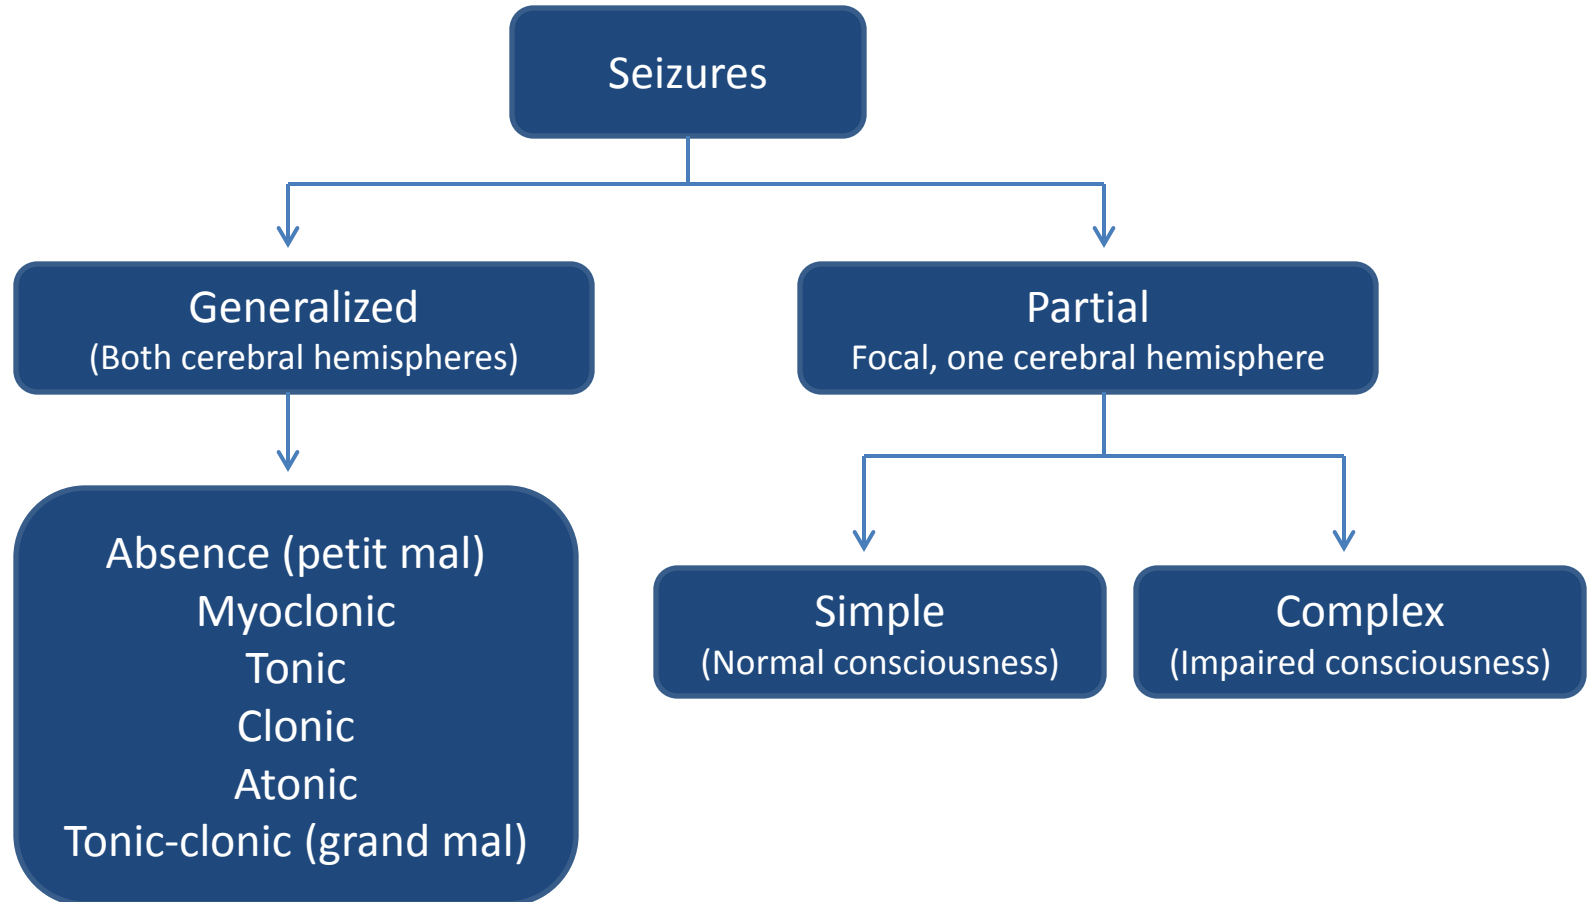 Seizures
Generalized
(Both cerebral hemispheres)
Partial
Focal, one cerebral hemisphere
Absence (petit mal)
Myoclonic
Tonic
Clonic
Atonic
Tonic-clonic (grand mal)
Simple
(Normal consciousness)
Complex
(Impaired consciousness)